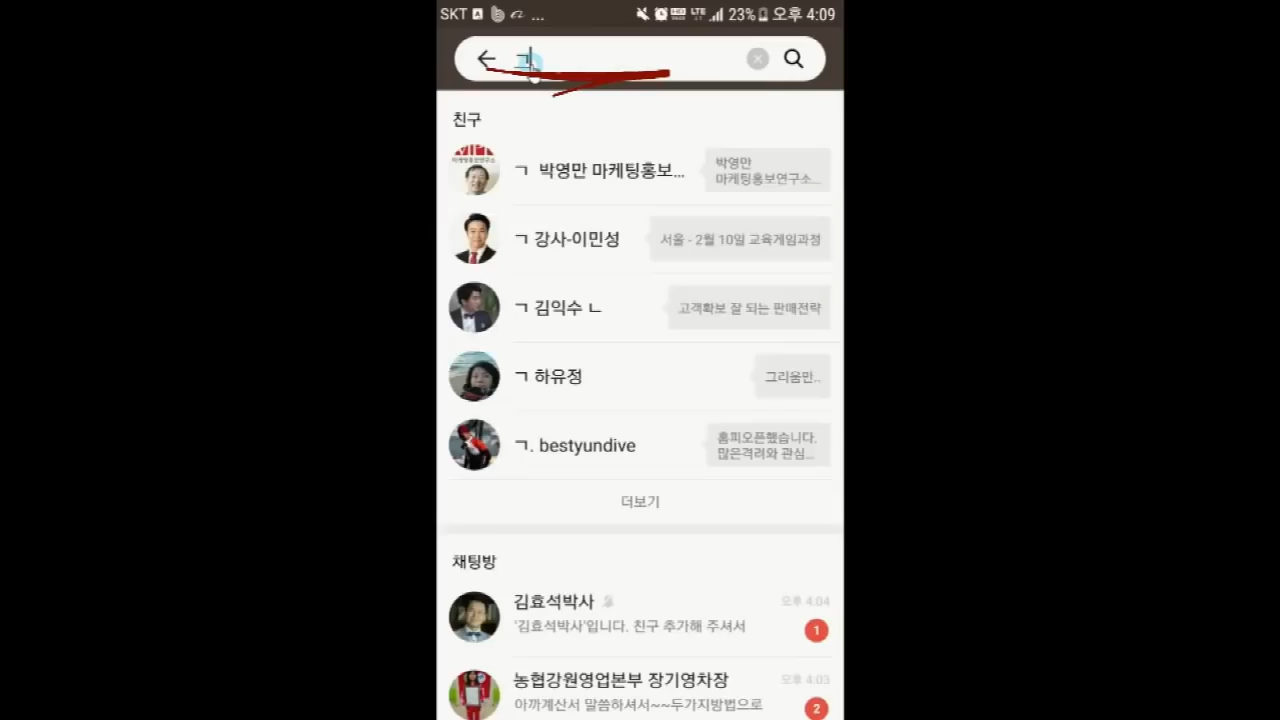 SKT ... 23% 오후 4:09
ㄱ
친구
ㄱ 박영만 마케팅홍보...
박영만
마케팅홍보연구소...
ㄱ 강사-이민성
서울 - 2월 10일 교육게임과정
ㄱ 김익수 ㄴ
고객확보 잘 되는 판매전략
ㄱ 하유정
그리움만..
ㄱ. bestyundive
홈피오픈했습니다.
많은격려와 관심...
더보기
채팅방
김효석박사
오후 4:04
'김효석박사'입니다. 친구 추가해 주셔서
1
농협강원영업본부 장기영차장
오후 4:03
아까계산서 말씀하셔서~~두가지방법으로
2